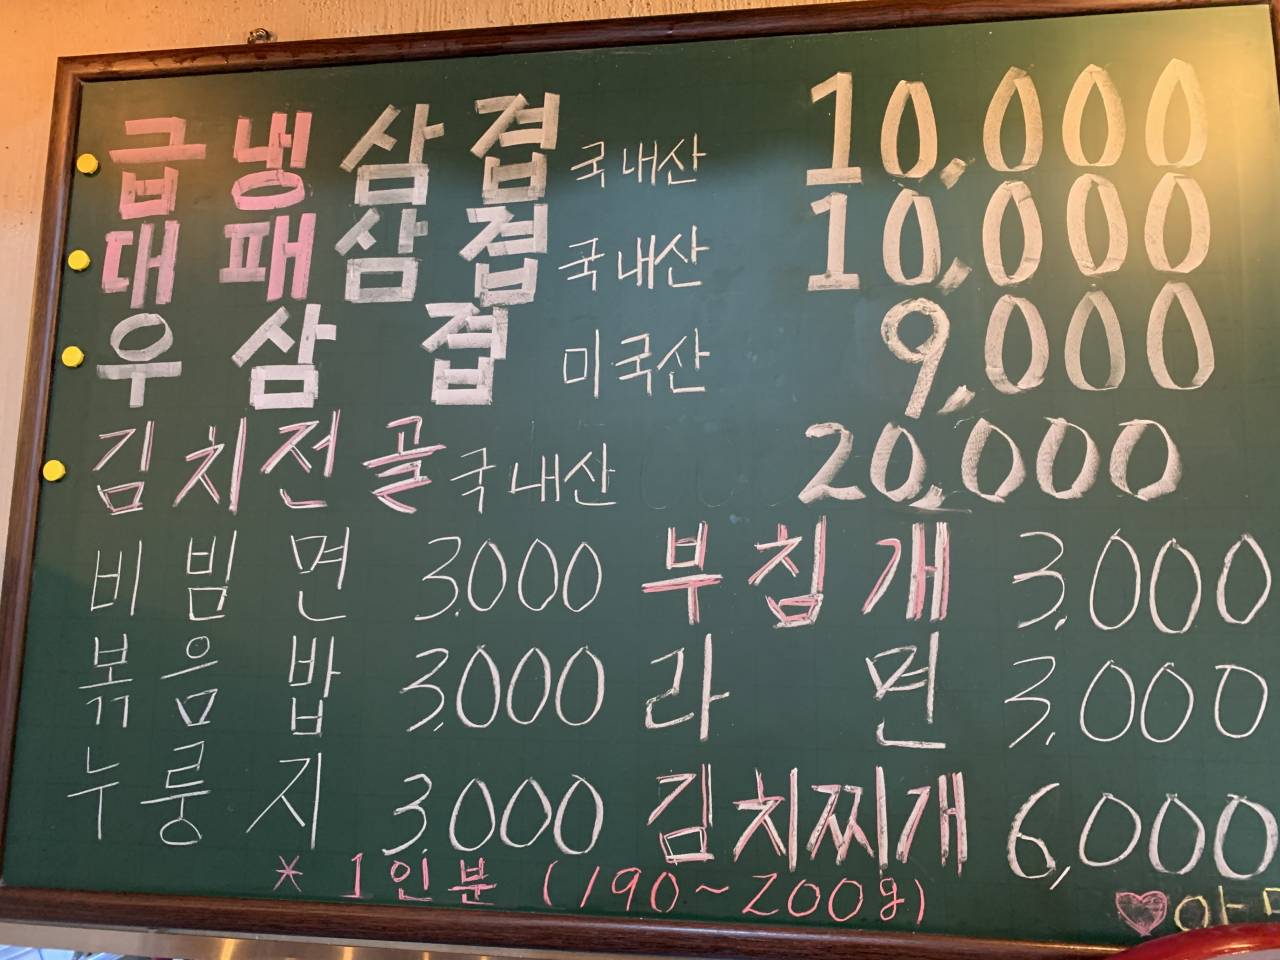 급냉삼겹 국내산 10,000
대패삼겹 국내산 10,000
우삼겹 미국산 9,000
김치전골 국내산 20,000
비빔면 3,000 부침개 3,000
볶음밥 3,000 라면 3,000
누룽지 3,000 김치찌개 6,000
* 1인분 (190~200g)